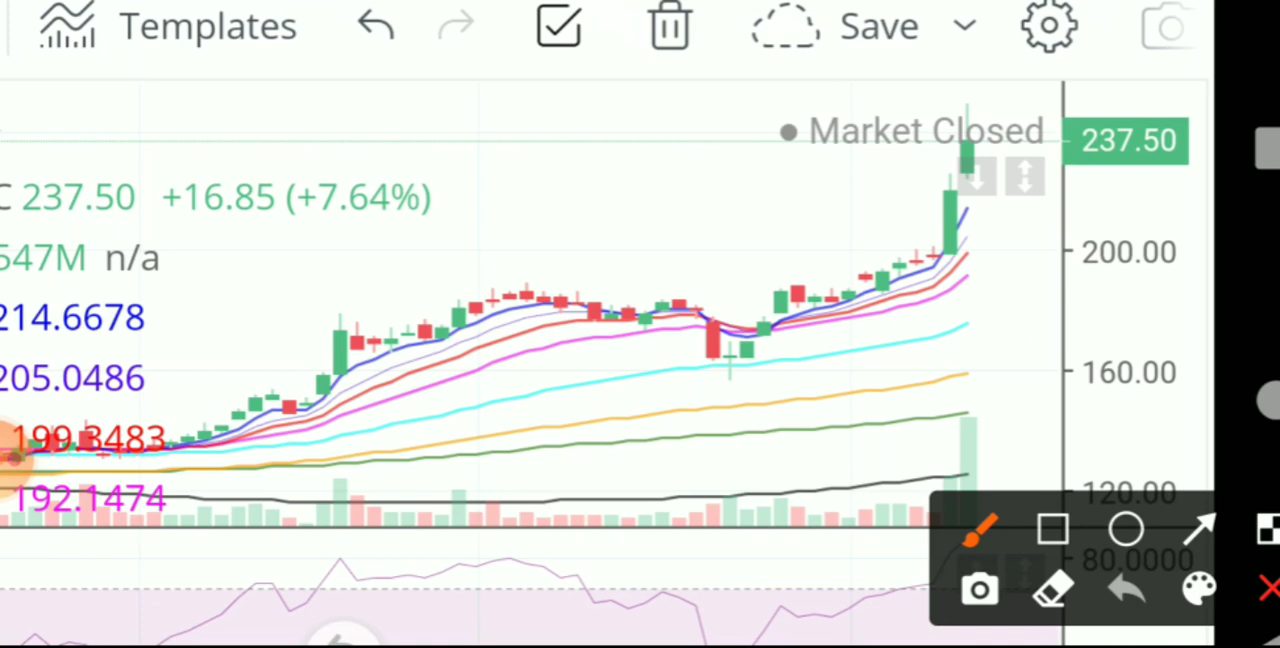 Templates Save
Market Closed
237.50
C 237.50 +16.85 (+7.64%)
547M n/a
200.00
214.6678
160.00
205.0486
199.3483
192.1474
120.00
80.0000